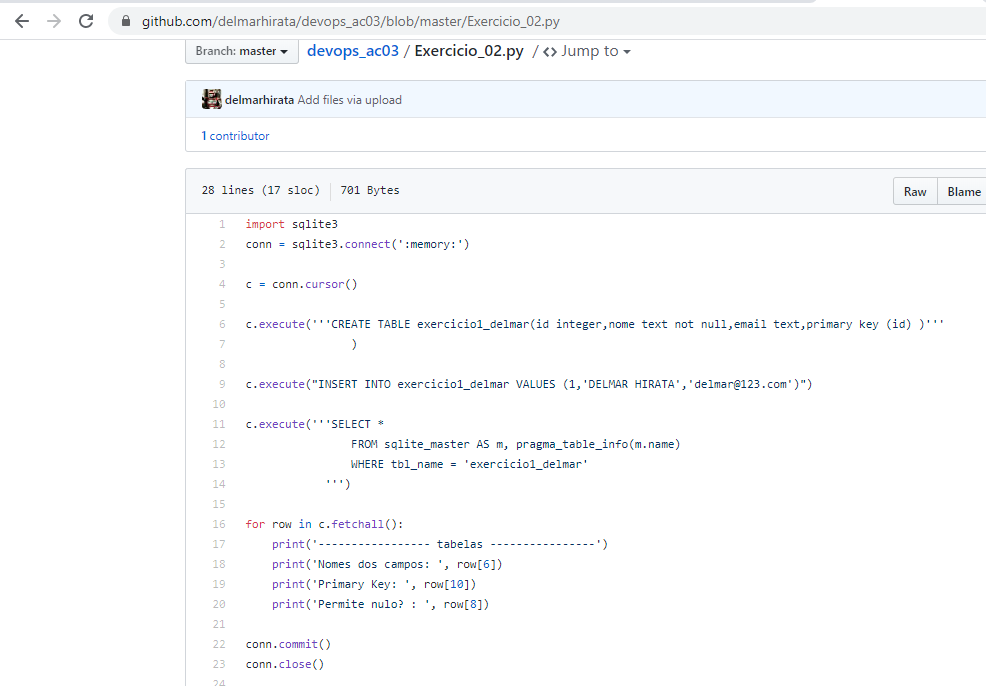 github.com/delmarhirata/devops_ac03/blob/master/Exercicio_02.py
Branch: master
devops_ac03 / Exercicio_02.py / <> Jump to
delmarhirata Add files via upload
1 contributor
28 lines (17 sloc) 701 Bytes
Raw Blame
1 import sqlite3
2 conn = sqlite3.connect(':memory:')
3
4 c = conn.cursor()
5
6 c.execute('''CREATE TABLE exercicio1_delmar(id integer,nome text not null,email text,primary key (id) )'''
7 )
8
9 c.execute("INSERT INTO exercicio1_delmar VALUES (1,'DELMAR HIRATA','delmar@123.com')")
10
11 c.execute('''SELECT *
12 FROM sqlite_master AS m, pragma_table_info(m.name)
13 WHERE tbl_name = 'exercicio1_delmar'
14 ''')
15
16 for row in c.fetchall():
17 print('----------------- tabelas ----------------')
18 print('Nomes dos campos: ', row[6])
19 print('Primary Key: ', row[10])
20 print('Permite nulo? : ', row[8])
21
22 conn.commit()
23 conn.close()
24